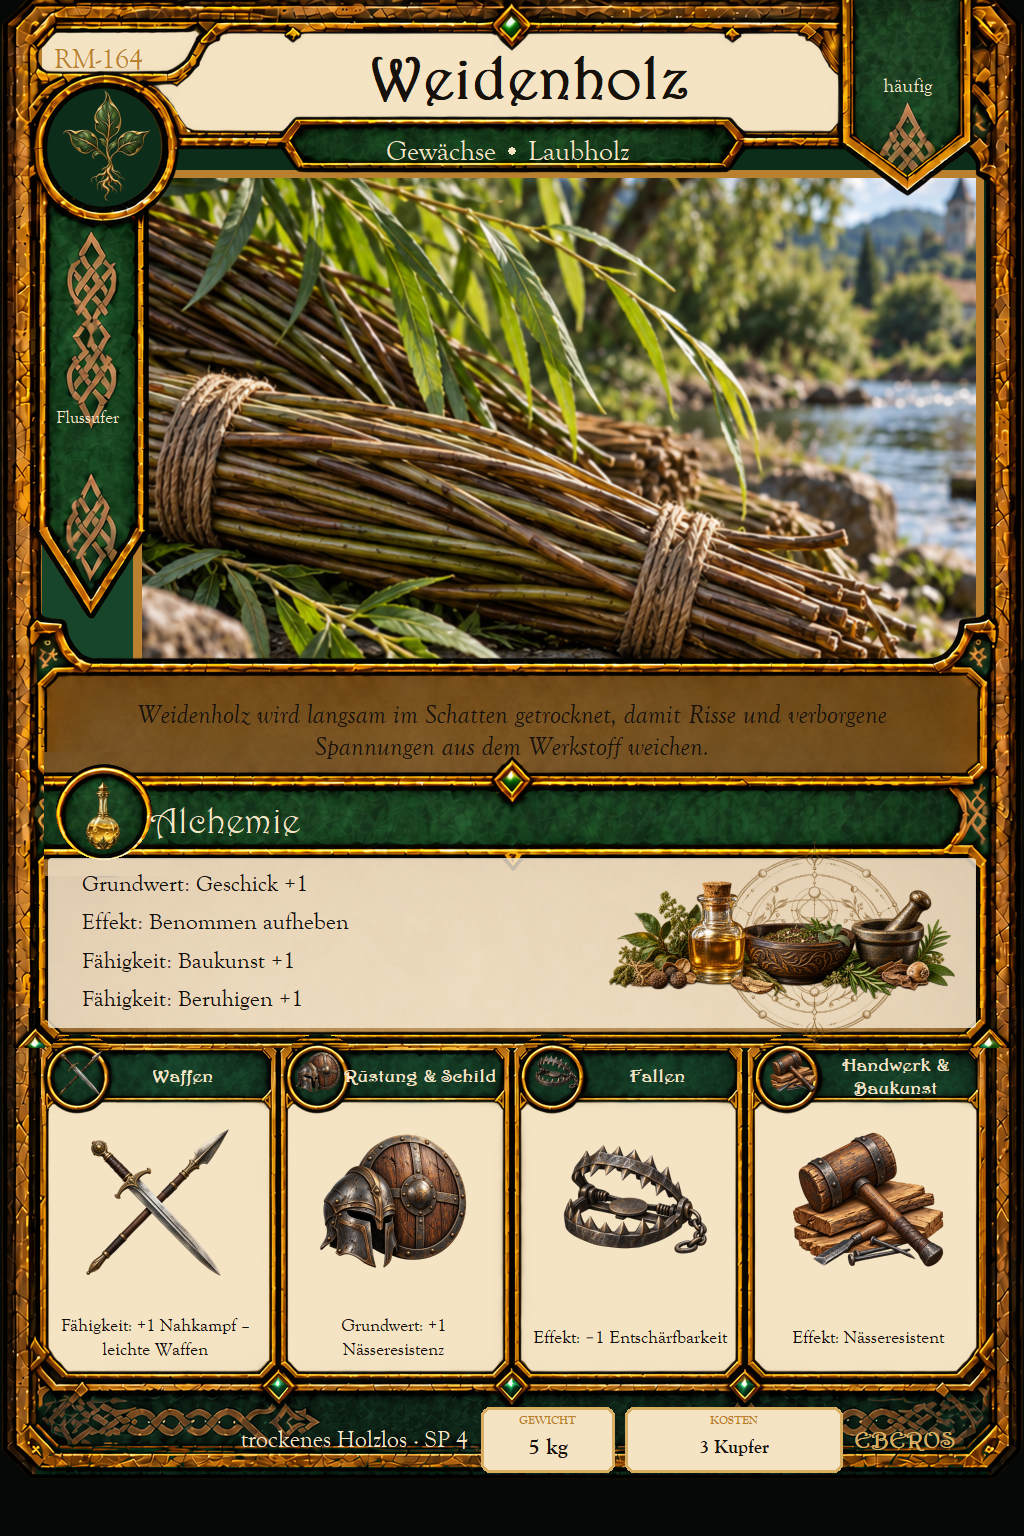 RM-164
Weidenholz
häufig
Gewächse • Laubholz
Flussufer
Weidenholz wird langsam im Schatten getrocknet, damit Risse und verborgene
Spannungen aus dem Werkstoff weichen.
Alchemie
Grundwert: Geschick +1
Effekt: Benommen aufheben
Fähigkeit: Baukunst +1
Fähigkeit: Beruhigen +1
Waffen
Fähigkeit: +1 Nahkampf –
leichte Waffen
Rüstung & Schild
Grundwert: +1
Nässeresistenz
Fallen
Effekt: −1 Entschärfbarkeit
Handwerk &
Baukunst
Effekt: Nässeresistent
trockenes Holzlos · SP 4
GEWICHT
5 kg
KOSTEN
3 Kupfer
EBEROS